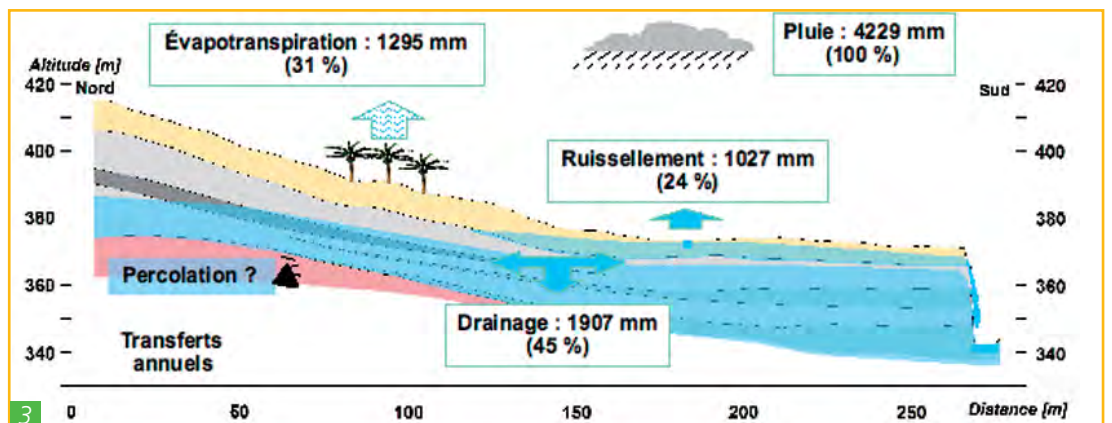 Évapotranspiration : 1295 mm
(31 %)
Pluie : 4229 mm
(100 %)
Altitude [m]
420 Nord
Sud 420
400
400
Ruissellement : 1027 mm
(24 %)
380
380
Percolation ?
360
360
Drainage : 1907 mm
(45 %)
Transferts
annuels
340
340
3
0 50 100 150 200 250 Distance [m]